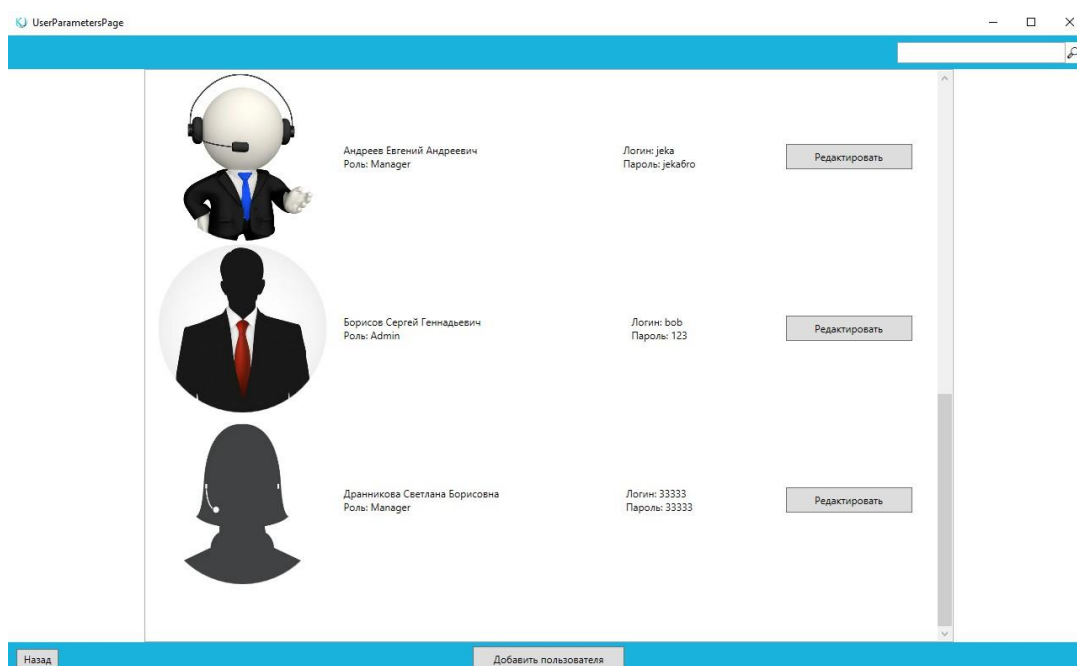 UserParametersPage
Андреев Евгений Андреевич
Роль: Manager
Логин: jeka
Пароль: jeka6ro
Редактировать
Борисов Сергей Геннадьевич
Роль: Admin
Логин: bob
Пароль: 123
Редактировать
Дранникова Светлана Борисовна
Роль: Manager
Логин: 33333
Пароль: 33333
Редактировать
Назад
Добавить пользователя